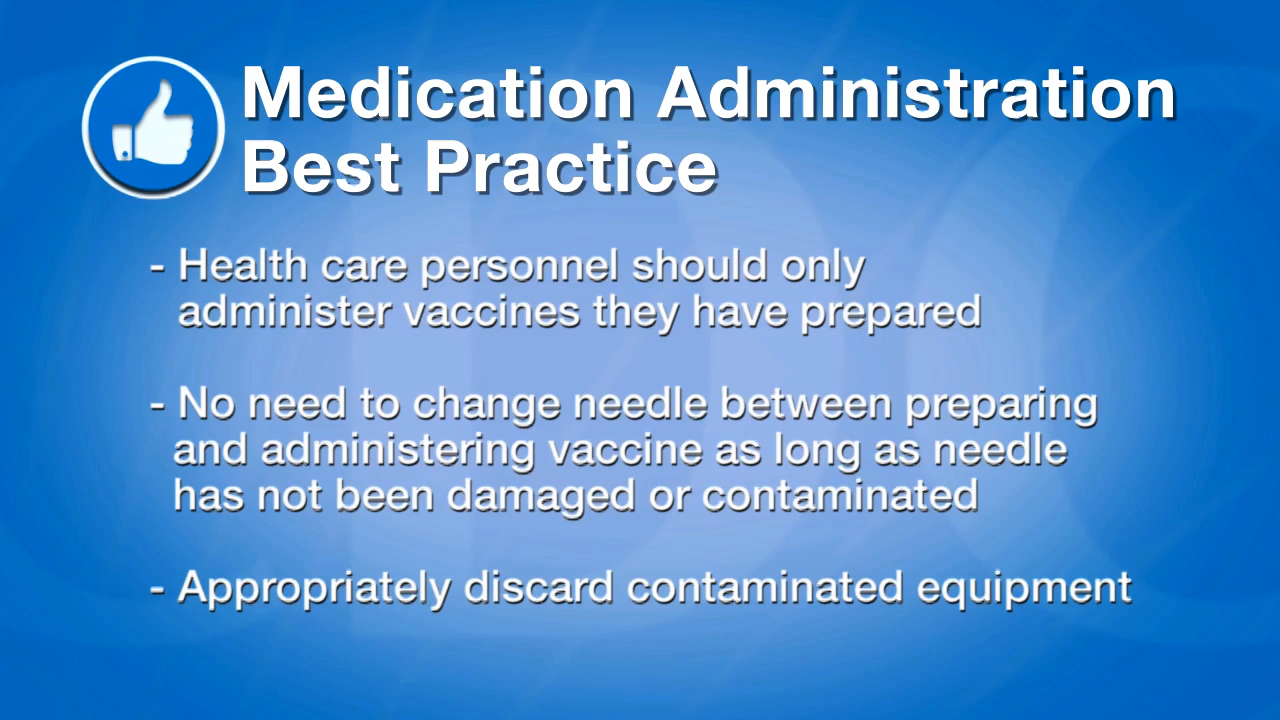 Medication Administration
Best Practice
- Health care personnel should only
administer vaccines they have prepared
- No need to change needle between preparing
and administering vaccine as long as needle
has not been damaged or contaminated
- Appropriately discard contaminated equipment